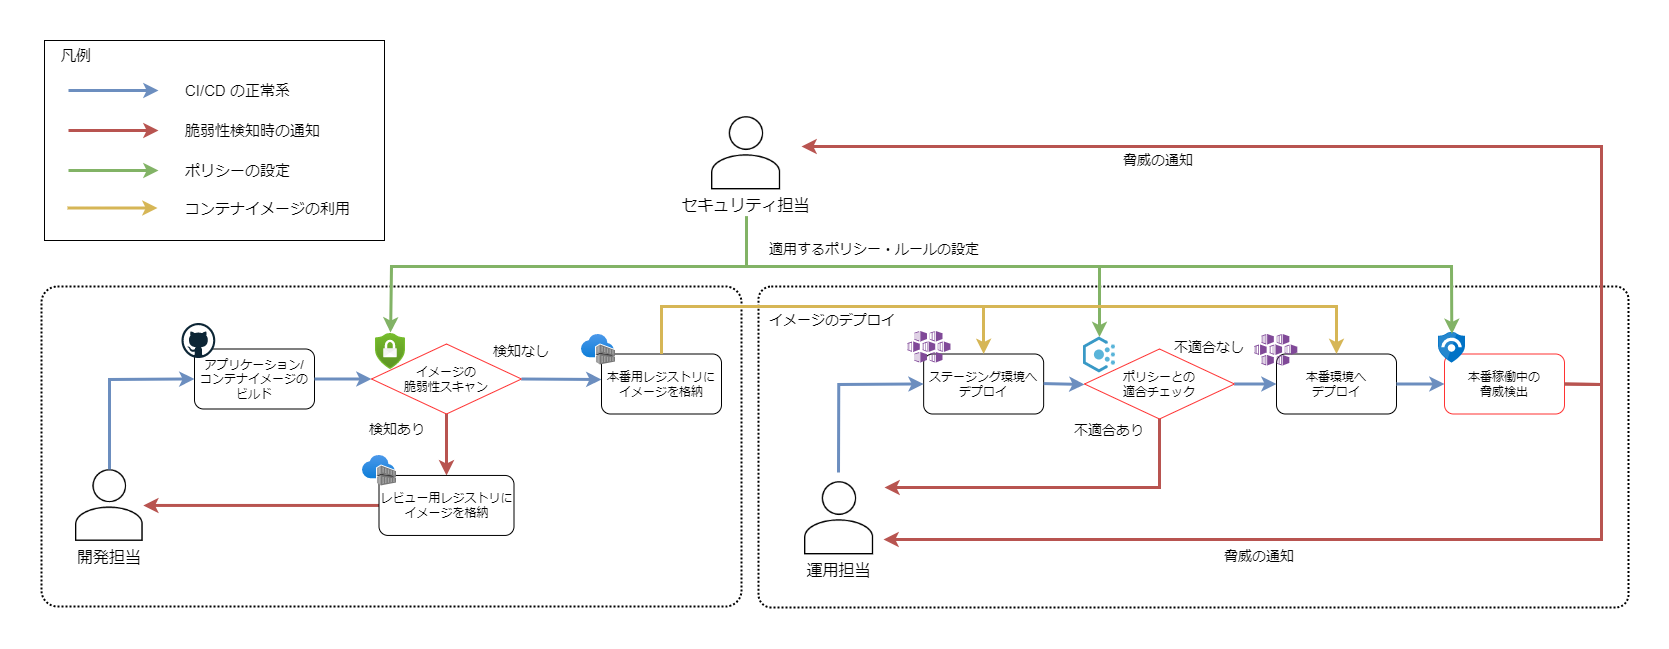 凡例
CI/CD の正常系
脆弱性検知時の通知
ポリシーの設定
コンテナイメージの利用
脅威の通知
セキュリティ担当
適用するポリシー・ルールの設定
イメージのデプロイ
アプリケーション/
コンテナイメージの
ビルド
イメージの
脆弱性スキャン
検知なし
本番用レジストリに
イメージを格納
検知あり
レビュー用レジストリに
イメージを格納
開発担当
ステージング環境へ
デプロイ
ポリシーとの
適合チェック
不適合なし
本番環境へ
デプロイ
本番稼働中の
脅威検出
不適合あり
脅威の通知
運用担当